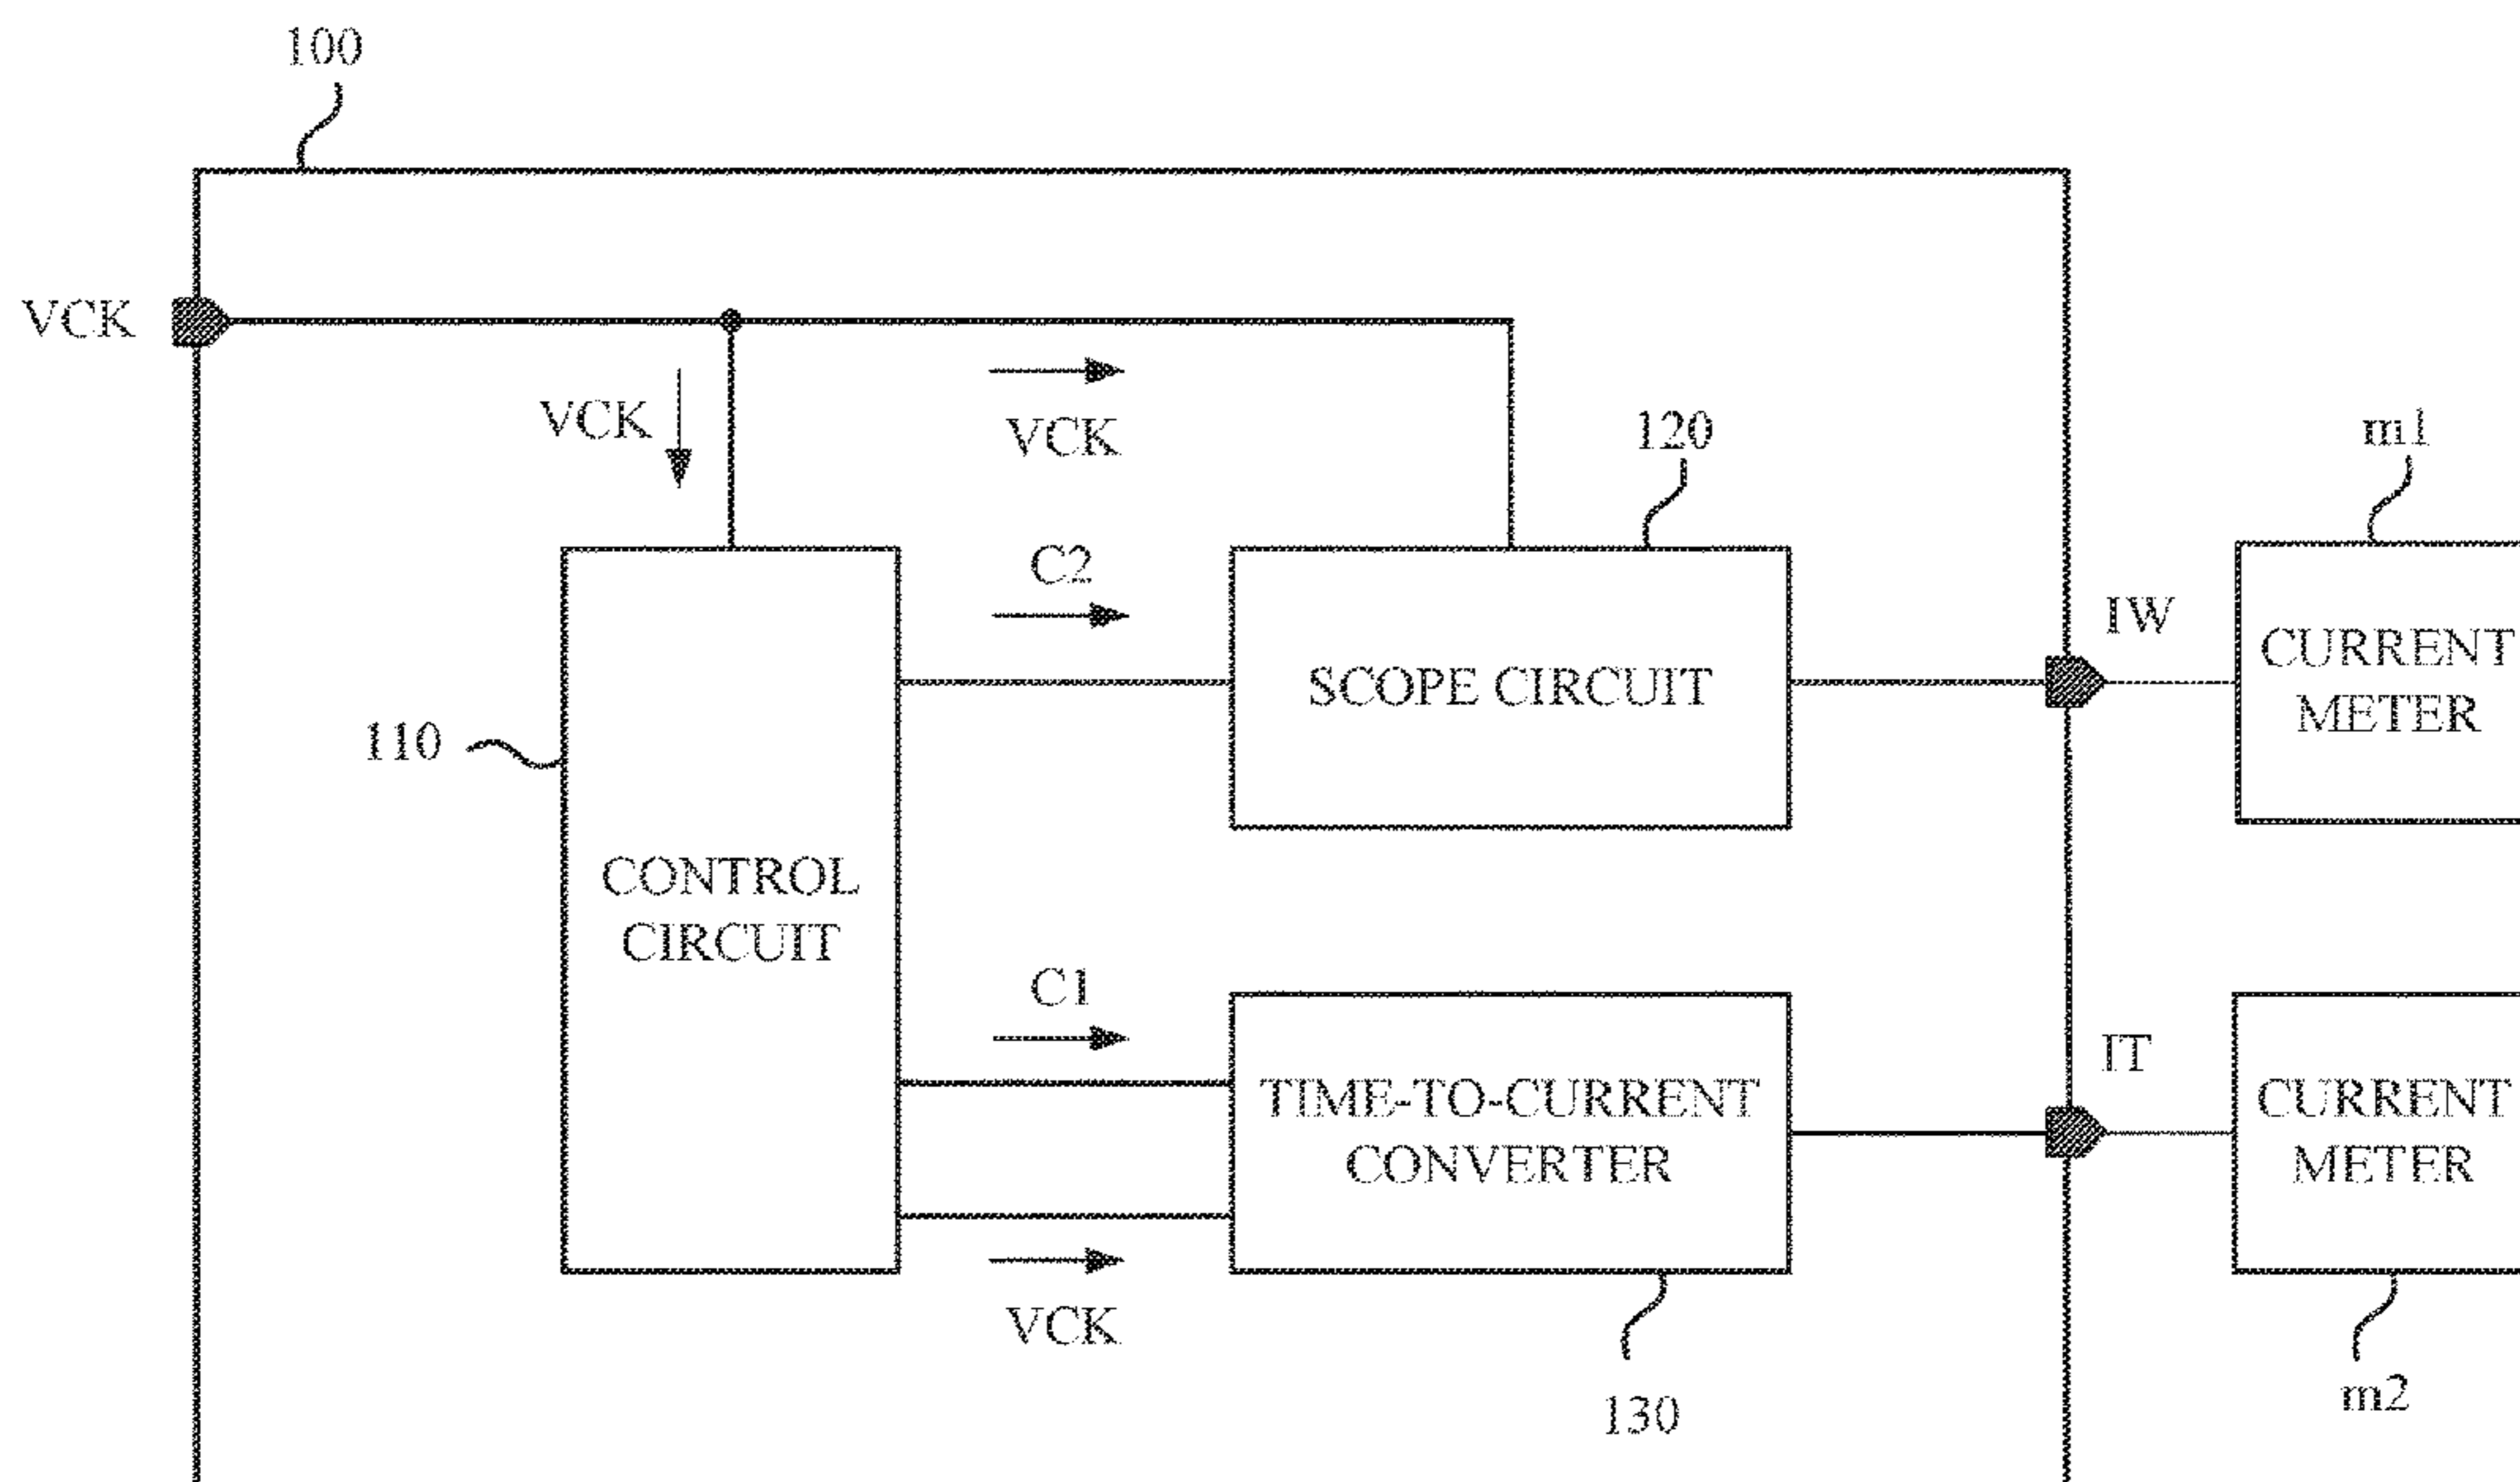 100
VCK
VCK
VCK
120
m1
C2
IW
SCOPE CIRCUIT
CURRENT
METER
110
CONTROL
CIRCUIT
C1
IT
TIME-TO-CURRENT
CONVERTER
CURRENT
METER
VCK
130
m2